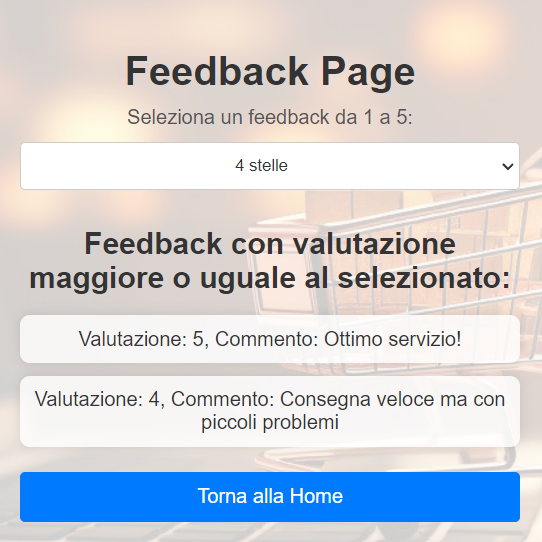 Feedback Page
Seleziona un feedback da 1 a 5:
4 stelle
Feedback con valutazione
maggiore o uguale al selezionato:
Valutazione: 5, Commento: Ottimo servizio!
Valutazione: 4, Commento: Consegna veloce ma con
piccoli problemi
Torna alla Home